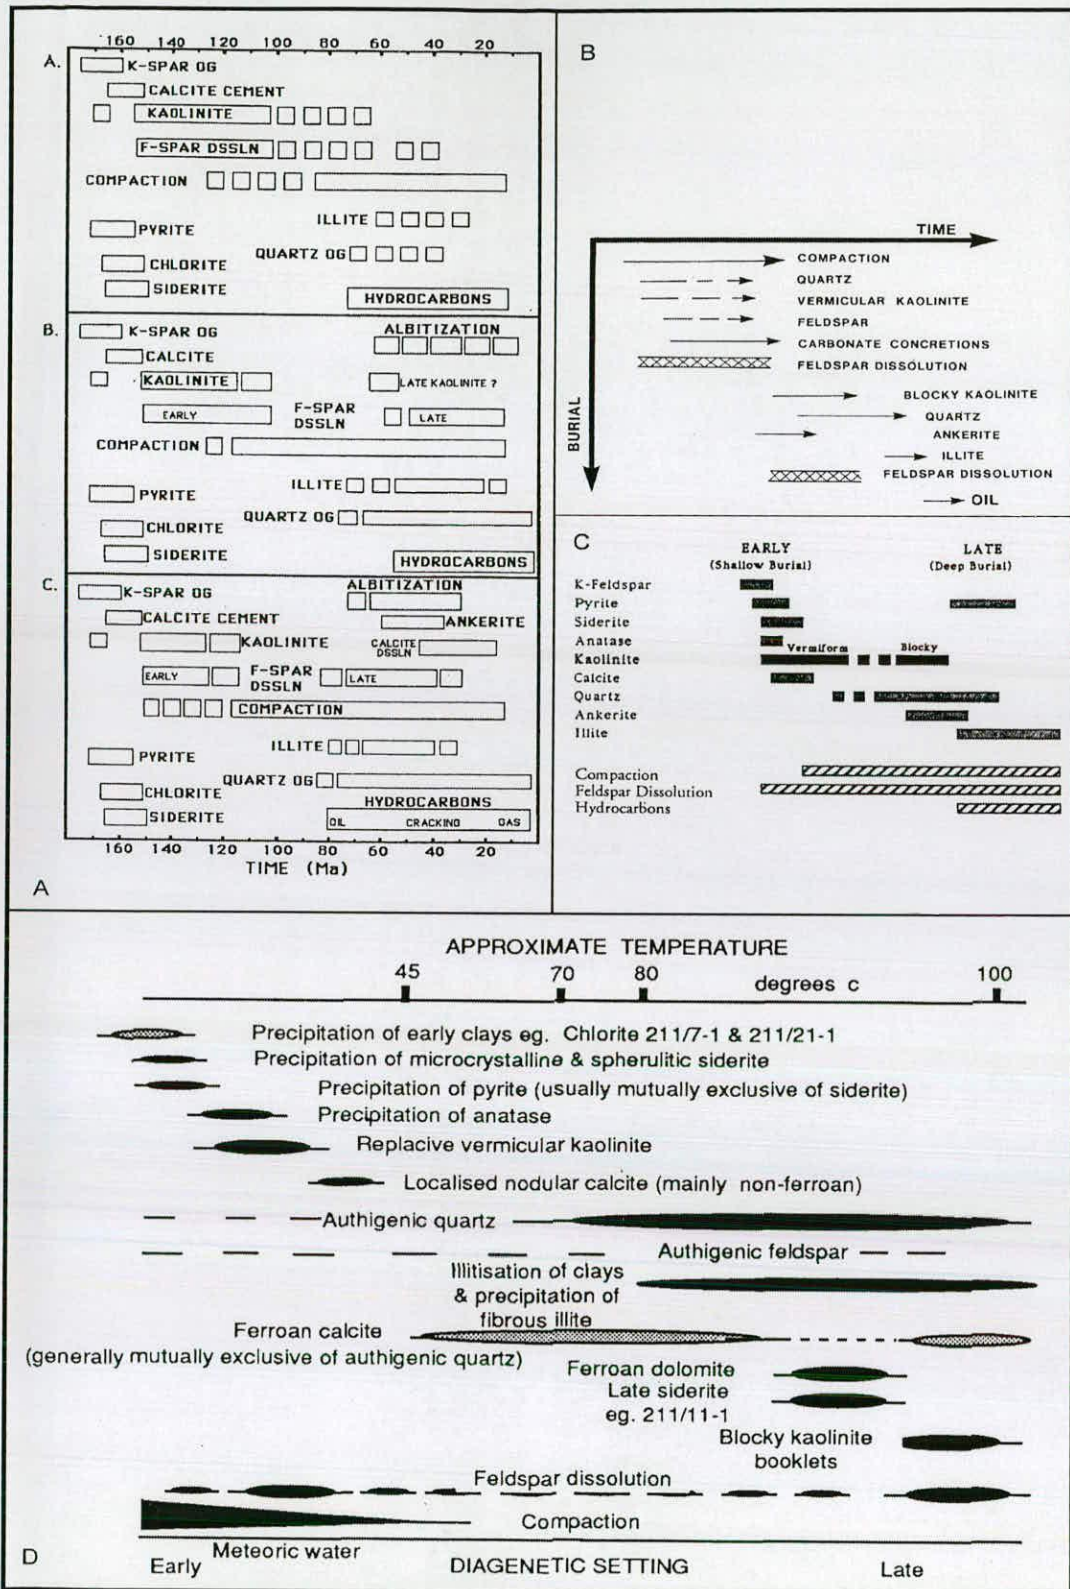 160 140 120 100 80 60 40 20
A.
K-SPAR OG
CALCITE CEMENT
KAOLINITE
F-SPAR DSSLN
COMPACTION
ILLITE
PYRITE
QUARTZ OG
CHLORITE
SIDERITE
HYDROCARBONS
B.
K-SPAR OG
ALBITIZATION
CALCITE
KAOLINITE
LATE KAOLINITE ?
EARLY
F-SPAR
DSSLN
LATE
COMPACTION
ILLITE
PYRITE
QUARTZ OG
CHLORITE
SIDERITE
HYDROCARBONS
C.
K-SPAR OG
ALBITIZATION
CALCITE CEMENT
ANKERITE
KAOLINITE
CALCITE
DSSLN
EARLY
F-SPAR
DSSLN
LATE
COMPACTION
ILLITE
PYRITE
QUARTZ OG
CHLORITE
HYDROCARBONS
SIDERITE
OIL CRACKING GAS
160 140 120 100 80 60 40 20
TIME (Ma)
A
B
TIME
BURIAL
COMPACTION
QUARTZ
VERMICULAR KAOLINITE
FELDSPAR
CARBONATE CONCRETIONS
FELDSPAR DISSOLUTION
BLOCKY KAOLINITE
QUARTZ
ANKERITE
ILLITE
FELDSPAR DISSOLUTION
OIL
C
EARLY LATE
(Shallow Burial) (Deep Burial)
K-Feldspar
Pyrite
Siderite
Anatase
Vermiform Blocky
Kaolinite
Calcite
Quartz
Ankerite
Illite
Compaction
Feldspar Dissolution
Hydrocarbons
APPROXIMATE TEMPERATURE
45 70 80 degrees c 100
Precipitation of early clays eg. Chlorite 211/7-1 & 211/21-1
Precipitation of microcrystalline & spherulitic siderite
Precipitation of pyrite (usually mutually exclusive of siderite)
Precipitation of anatase
Replacive vermicular kaolinite
Localised nodular calcite (mainly non-ferroan)
Authigenic quartz
Authigenic feldspar
Illitisation of clays
& precipitation of
fibrous illite
Ferroan calcite
(generally mutually exclusive of authigenic quartz)
Ferroan dolomite
Late siderite
eg. 211/11-1
Blocky kaolinite
booklets
Feldspar dissolution
Compaction
Meteoric water
D
Early DIAGENETIC SETTING Late